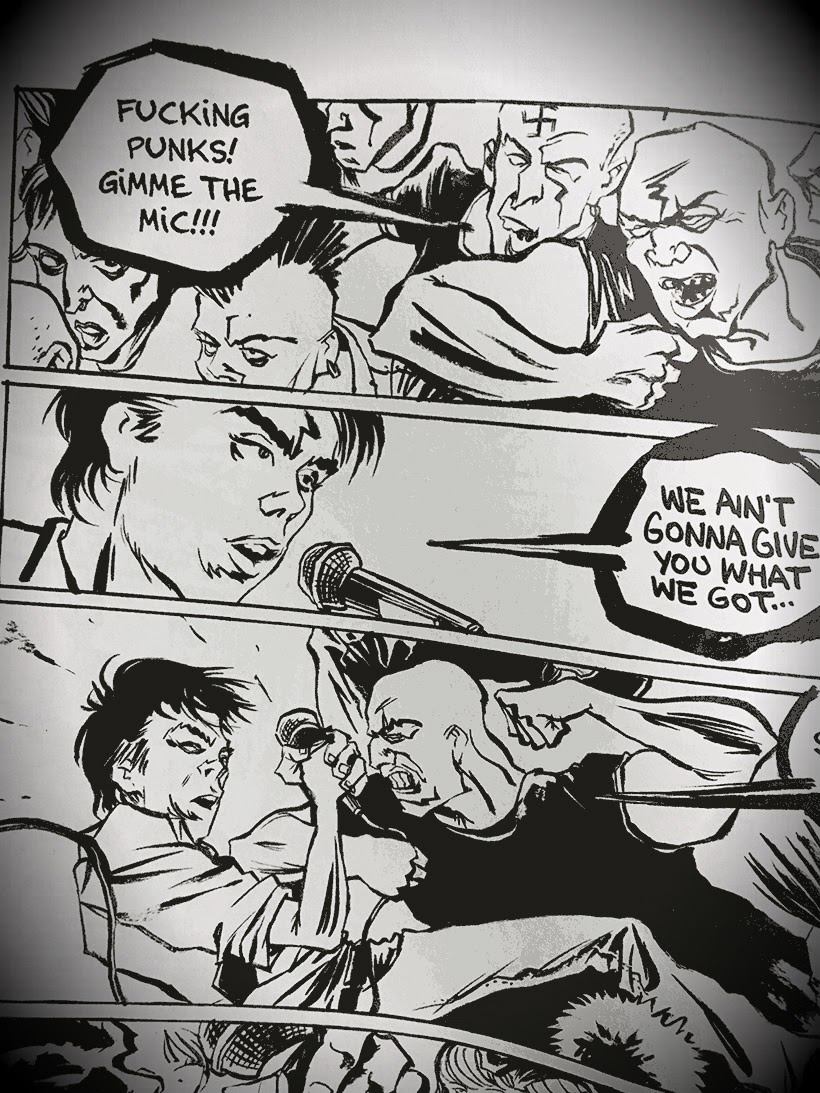 FUCKiNG
PUNKS!
GiMME THE
MiC!!!
WE AIN'T
GONNA GIVE
YOU WHAT
WE GOT...